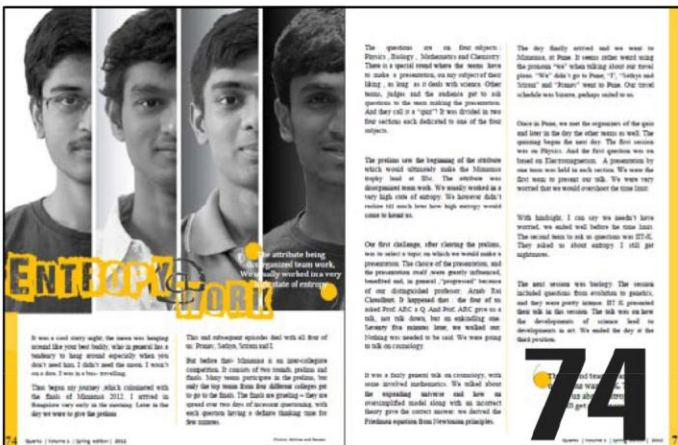 ENTROPY @
WORK
The attribute being
disorganized team work,
We usually worked in a very
high state of entropy
It was a cool starry night; the moon was hanging
around like your best buddy, who in general has a
tendency to hang around especially when you
don't need him. I didn't need the moon. I wasn't
on a date. I was in a bus- travelling.
Thus began my journey ,which culminated with
the finals of Mimamsa 2012. I arrived in
Bangalore very early in the morning. Later in the
day we were to give the prelims
This and subsequent episodes deal with all four of
us: Pranav, Sathya, Sriram and I.
But before that- Mimamsa is an inter-collegiate
competition. It consists of two rounds, prelims and
finals. Many teams participate in the prelims, but
only the top teams from four different colleges get
to go to the finals. The finals are grueling – they are
spread over two days of incessant questioning, with
each question having a definite thinking time for
few minutes.
74
Quarks | Volume 1 | Spring edition | 2012
The questions are on four subjects :
Physics , Biology , Mathematics and Chemistry.
There is a special round where the teams have
to make a presentation, on any subject of their
liking , as long as it deals with science. Other
teams, judges and the audience get to ask
questions to the team making the presentation.
And they call it a "quiz"! It was divided in two
four sections each dedicated to one of the four
subjects.
The prelims saw the beginning of the attribute
which would ultimately make the Mimamsa
trophy land at IISc. The attribute was
disorganized team work. We usually worked in a
very high state of entropy. We however didn't
realize till much later how high entropy would
come to haunt us.
Our first challenge, after clearing the prelims,
was to select a topic on which we would make a
presentation. The choice of the presentation, and
the presentation itself ,were greatly influenced,
benefited and, in general ,"progressed" because
of our distinguished professor: Arnab Rai
Choudhuri. It happened thus : the four of us
asked Prof. ARC a Q. And Prof. ARC gave us a
talk, not talk down, but an enkindling one.
Seventy five minutes later, we walked out.
Nothing was needed to be said. We were going
to talk on cosmology.
It was a fairly general talk on cosmology, with
some involved mathematics. We talked about
the expanding universe and how an
oversimplified model along with an incorrect
theory gave the correct answer: we derived the
Friedman equation from Newtonian principles.
The day finally arrived and we went to
Mimamsa, at Pune. It seems rather weird using
the pronoun "we" when talking about our travel
plans. "We" didn't go to Pune, "I", "Sathya and
Sriram" and "Pranav" went to Pune. Our travel
schedule was bizarre, perhaps suited to us.
Once in Pune, we met the organizers of the quiz
and later in the day the other teams as well. The
quizzing began the next day. The first session
was on Physics. And the first question was on
based on Electromagnetism. A presentation by
one team was held in each section. We were the
first team to present our talk. We were very
worried that we would overshoot the time limit.
With hindsight, I can say we needn't have
worried, we ended well before the time limit.
The second team to ask us questions was IIT-K.
They asked us about entropy. I still get
nightmares.
The next session was biology. The session
included questions from evolution to genetics,
and they were pretty intense. IIT K presented
their talk in this session. The talk was on how
the developments of science lead to
developments in art. We ended the day at the
third position.
74
Quarks